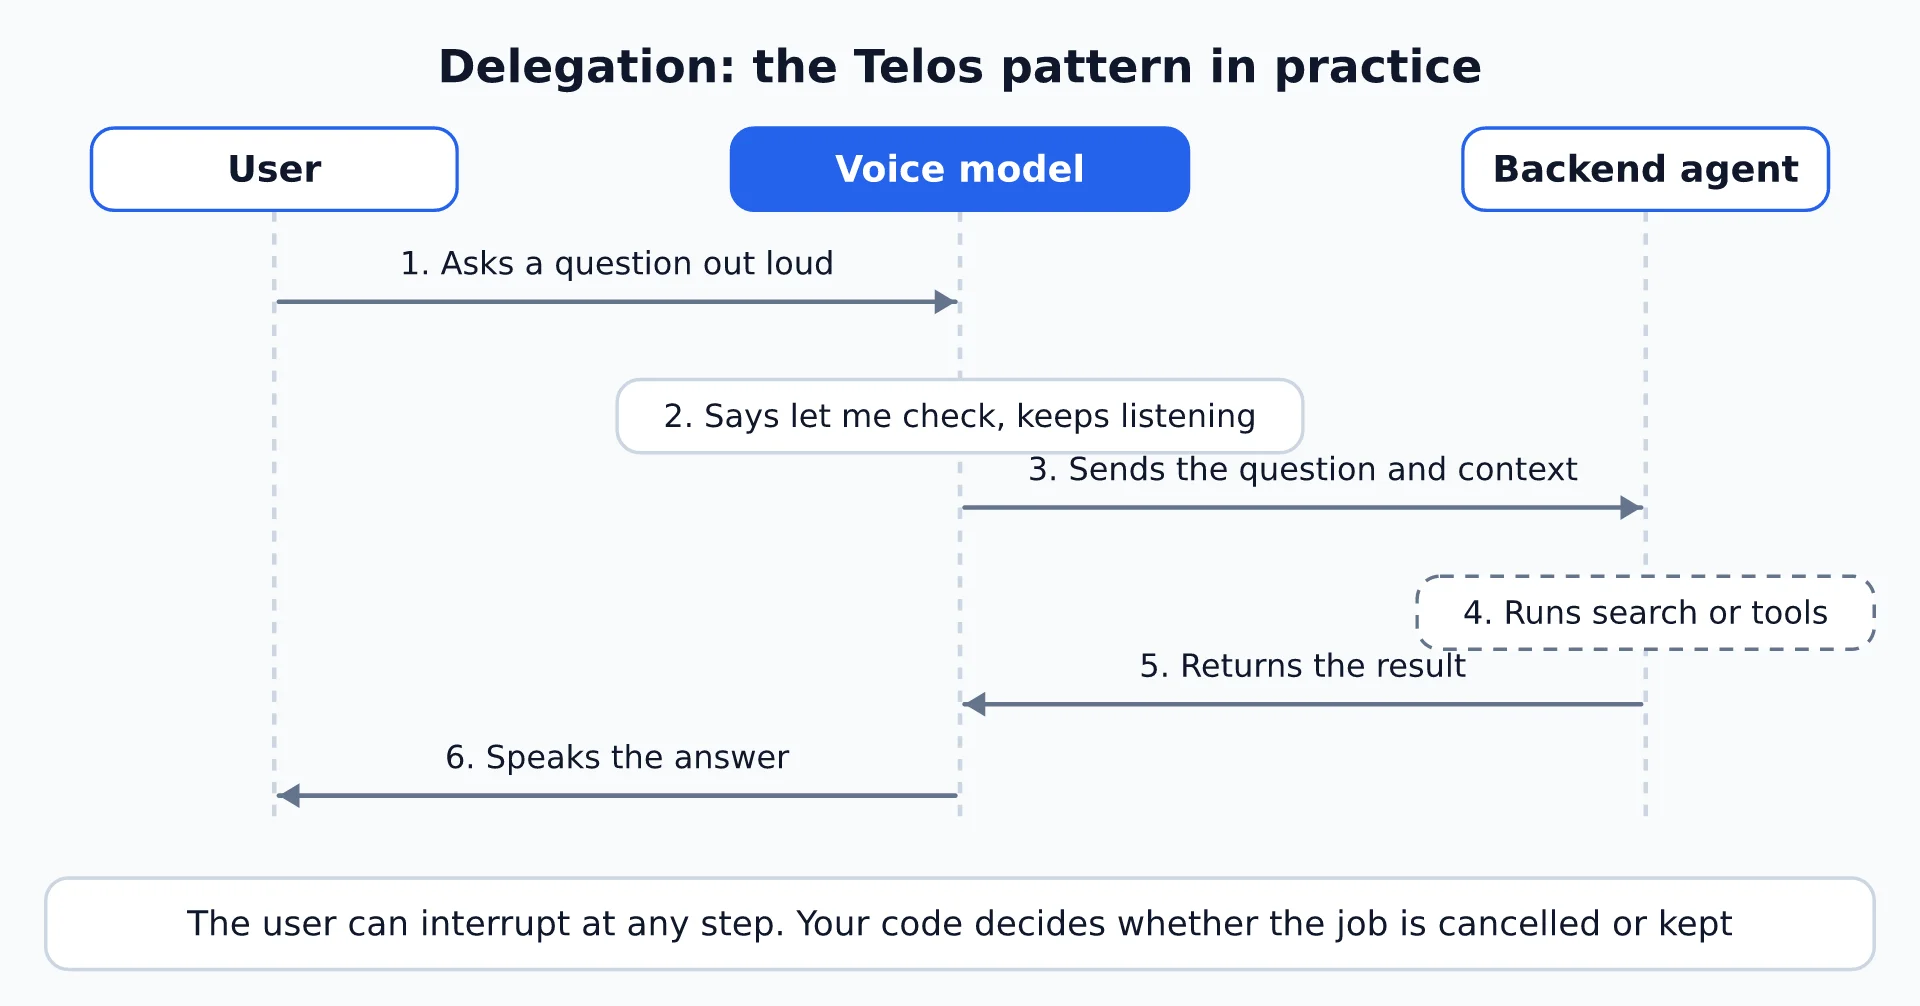 Delegation: the Telos pattern in practice
User
Voice model
Backend agent
1. Asks a question out loud
2. Says let me check, keeps listening
3. Sends the question and context
4. Runs search or tools
5. Returns the result
6. Speaks the answer
The user can interrupt at any step. Your code decides whether the job is cancelled or kept